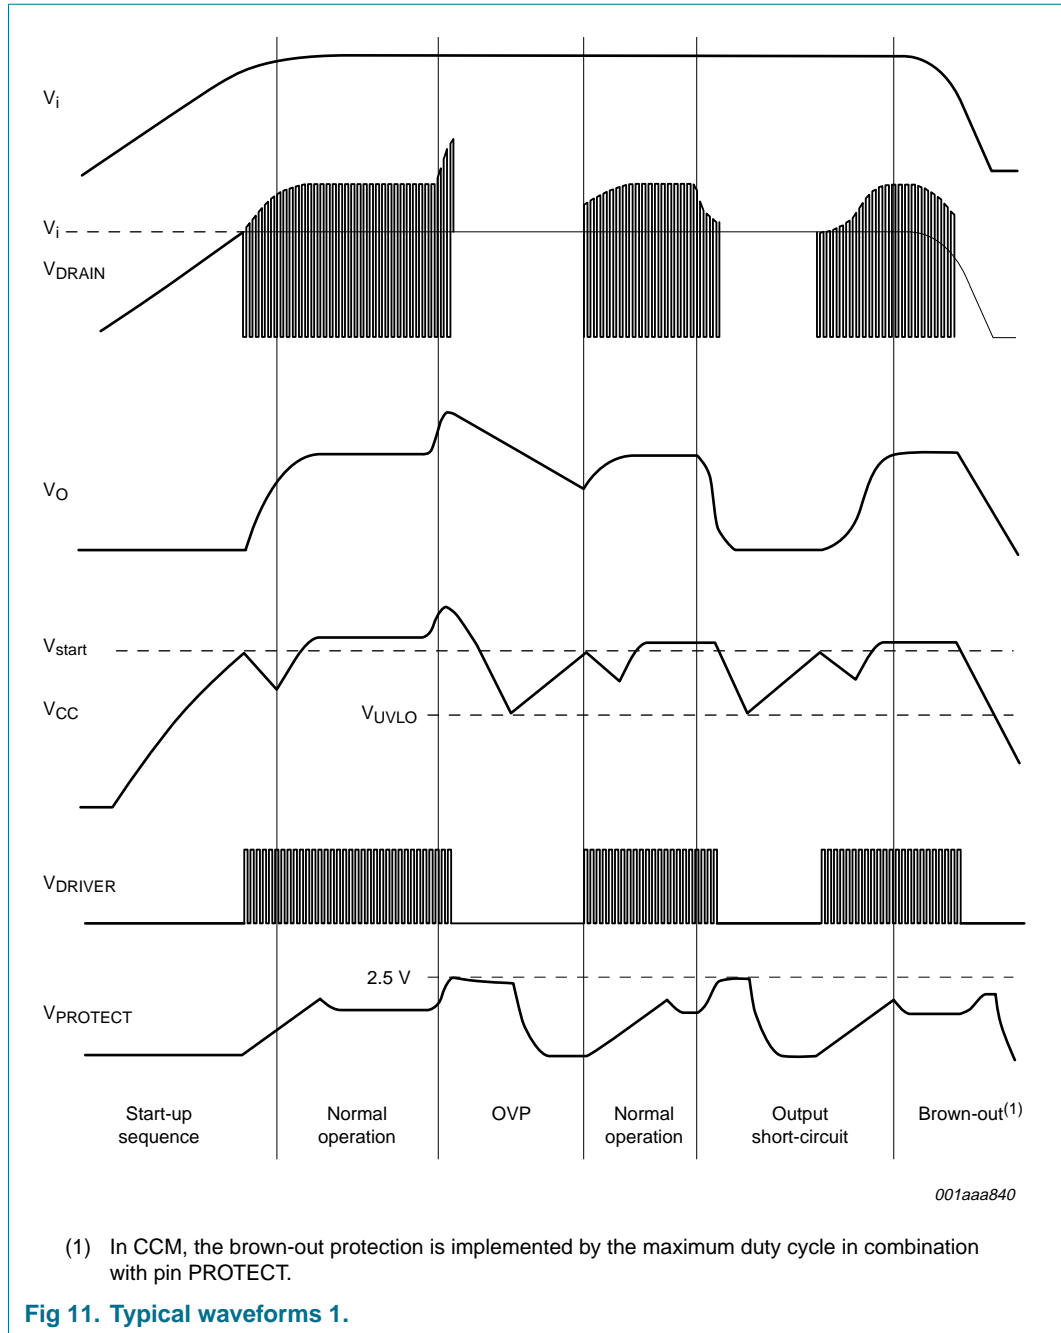 Vi
Vi
VDRAIN
VO
Vstart
VCC
VUVLO
VDRIVER
2.5 V
VPROTECT
Start-up
sequence
Normal
operation
OVP
Normal
operation
Output
short-circuit
Brown-out(1)
001aaa840
(1) In CCM, the brown-out protection is implemented by the maximum duty cycle in combination
with pin PROTECT.
Fig 11. Typical waveforms 1.